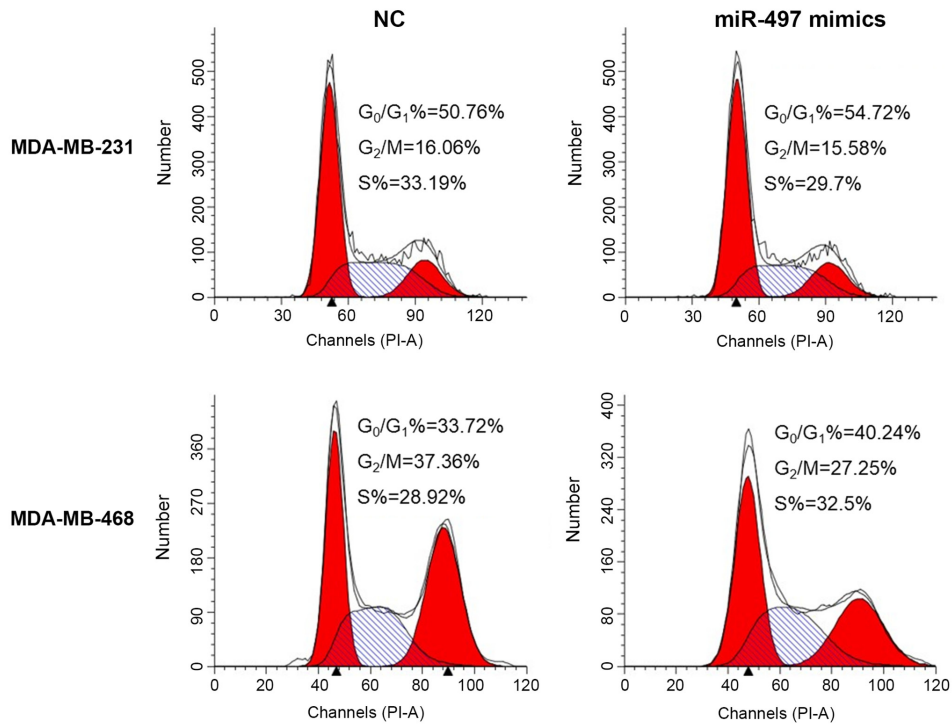 NC
miR-497 mimics
MDA-MB-231
Number
500
400
300
200
100
0
G₀/G₁%=50.76%
G₂/M=16.06%
S%=33.19%
0 30 60 90 120
Channels (PI-A)
Number
500
400
300
200
100
0
G₀/G₁%=54.72%
G₂/M=15.58%
S%=29.7%
0 30 60 90 120
Channels (PI-A)
MDA-MB-468
Number
360
270
180
90
0
G₀/G₁%=33.72%
G₂/M=37.36%
S%=28.92%
0 20 40 60 80 100 120
Channels (PI-A)
Number
400
320
240
160
80
0
G₀/G₁%=40.24%
G₂/M=27.25%
S%=32.5%
0 20 40 60 80 100 120
Channels (PI-A)